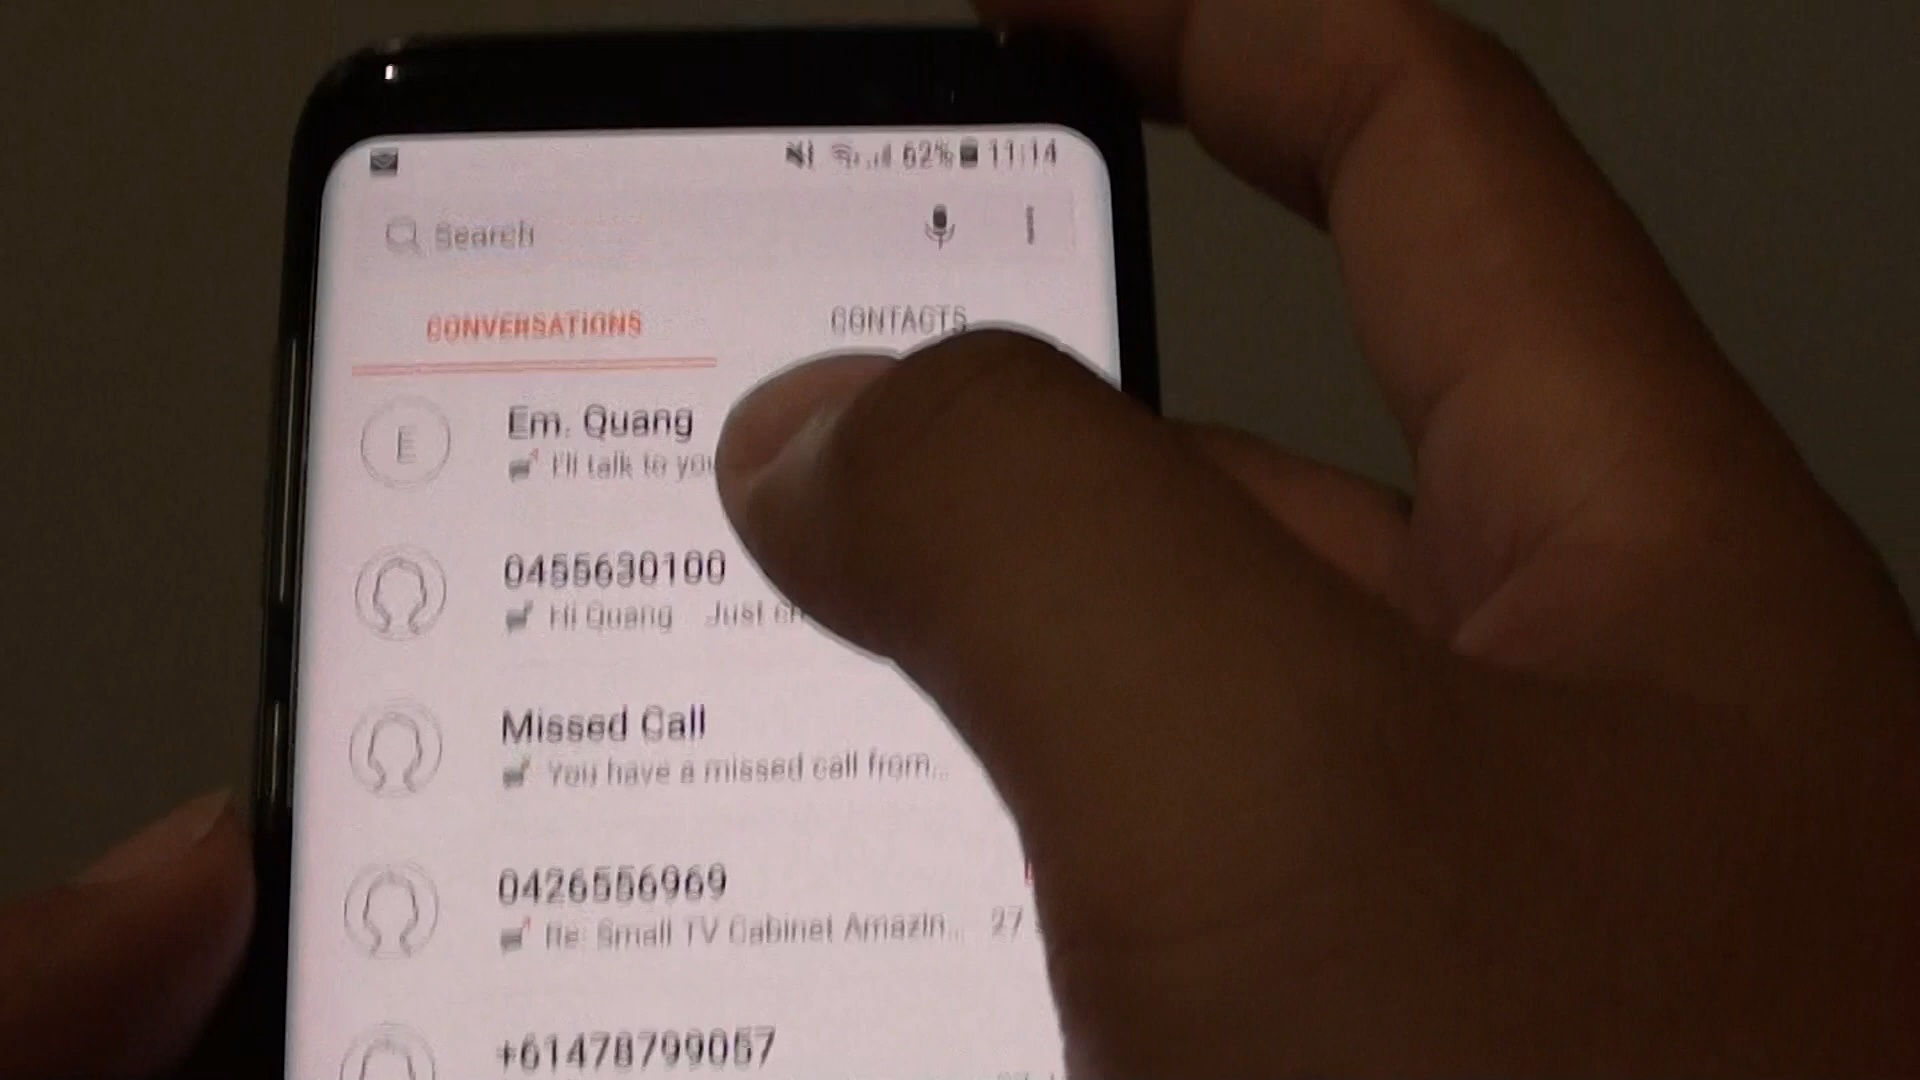 62% 11:14
Search
CONVERSATIONS
CONTACTS
E
Em. Quang
I'll talk to you
0455630100
Hi Quang Just
Missed Call
You have a missed call from...
0426556969
Re: Small TV Cabinet Amazin... 27
+61478799057